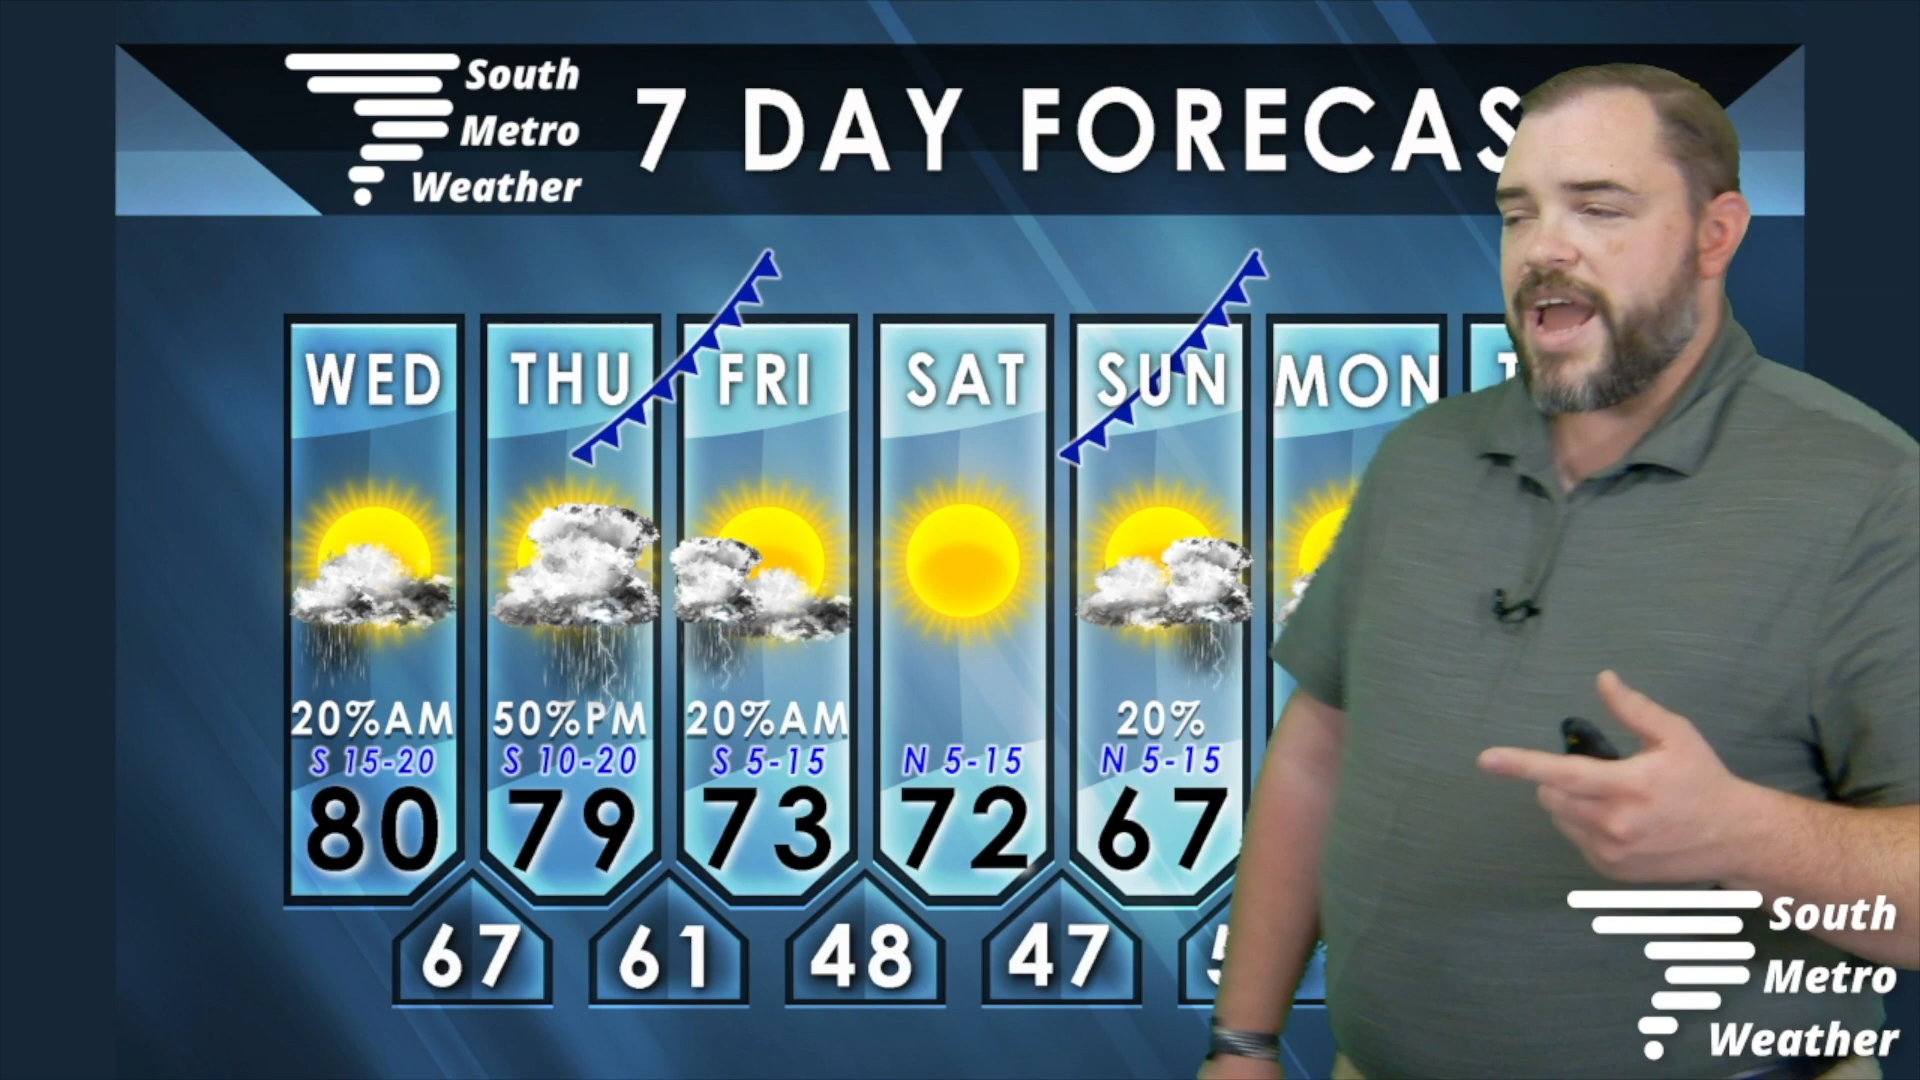 South
Metro
Weather
7 DAY FORECAS
WED
THU
FRI
SAT
SUN
MON
20%AM
50%PM
20%AM
20%
S 15-20
S 10-20
S 5-15
N 5-15
N 5-15
80
79
73
72
67
67
61
48
47
South
Metro
Weather